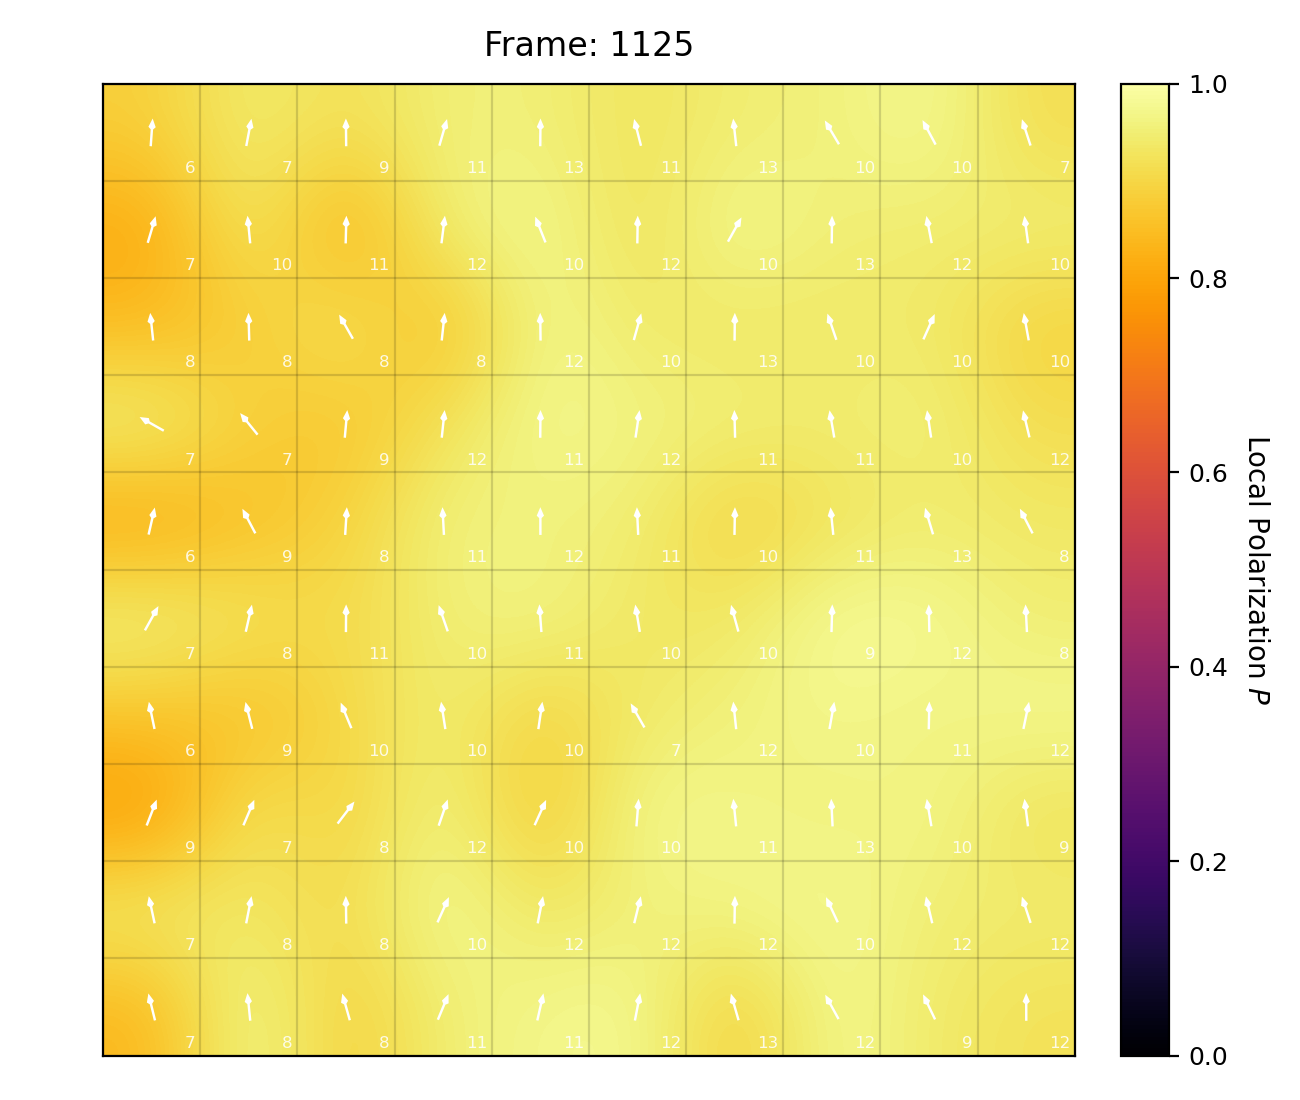 Frame: 1125
6 7 9 11 13 11 13 10 10 7
7 10 11 12 10 12 10 13 12 10
8 8 8 8 12 10 13 10 10 10
7 7 9 12 11 12 11 11 10 12
6 9 8 11 12 11 10 11 13 8
7 8 11 10 11 10 10 9 12 8
6 9 10 10 10 7 12 10 11 12
9 7 8 12 10 10 11 13 10 9
7 8 8 10 12 12 12 10 12 12
7 8 8 11 11 12 13 12 9 12
1.0
0.8
0.6
0.4
0.2
0.0
Local Polarization P